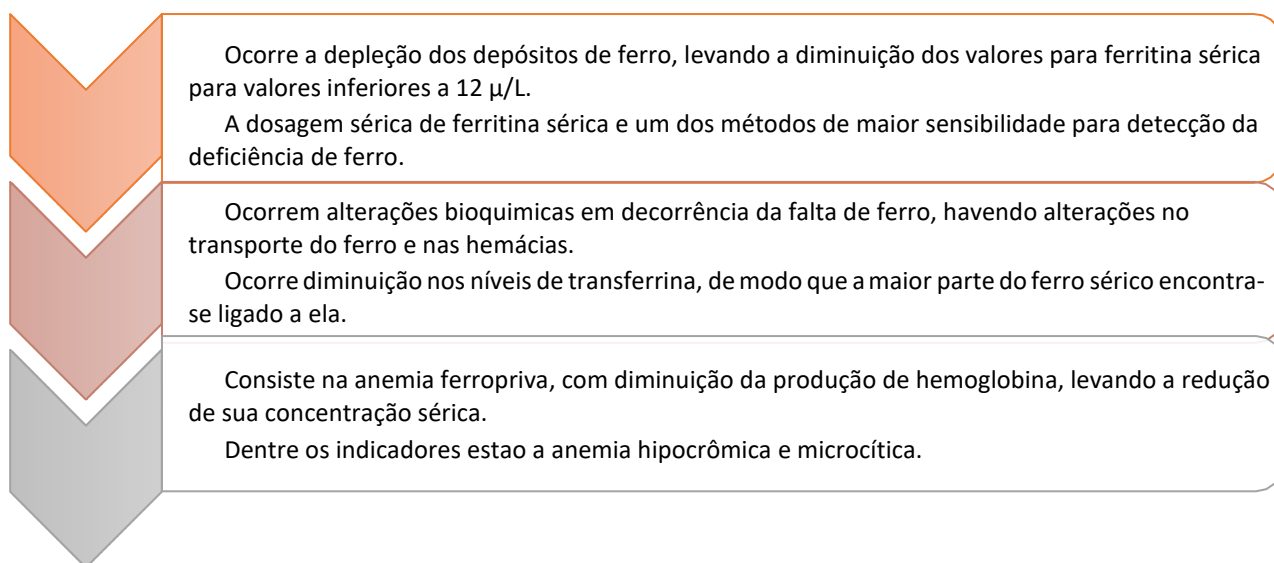 Ocorre a depleção dos depósitos de ferro, levando a diminuição dos valores para ferritina sérica
para valores inferiores a 12 μ/L.
A dosagem sérica de ferritina sérica e um dos métodos de maior sensibilidade para detecção da
deficiência de ferro.
Ocorrem alterações bioquimicas em decorrência da falta de ferro, havendo alterações no
transporte do ferro e nas hemácias.
Ocorre diminuição nos níveis de transferrina, de modo que a maior parte do ferro sérico encontra-
se ligado a ela.
Consiste na anemia ferropriva, com diminuição da produção de hemoglobina, levando a redução
de sua concentração sérica.
Dentre os indicadores estao a anemia hipocrômica e microcítica.